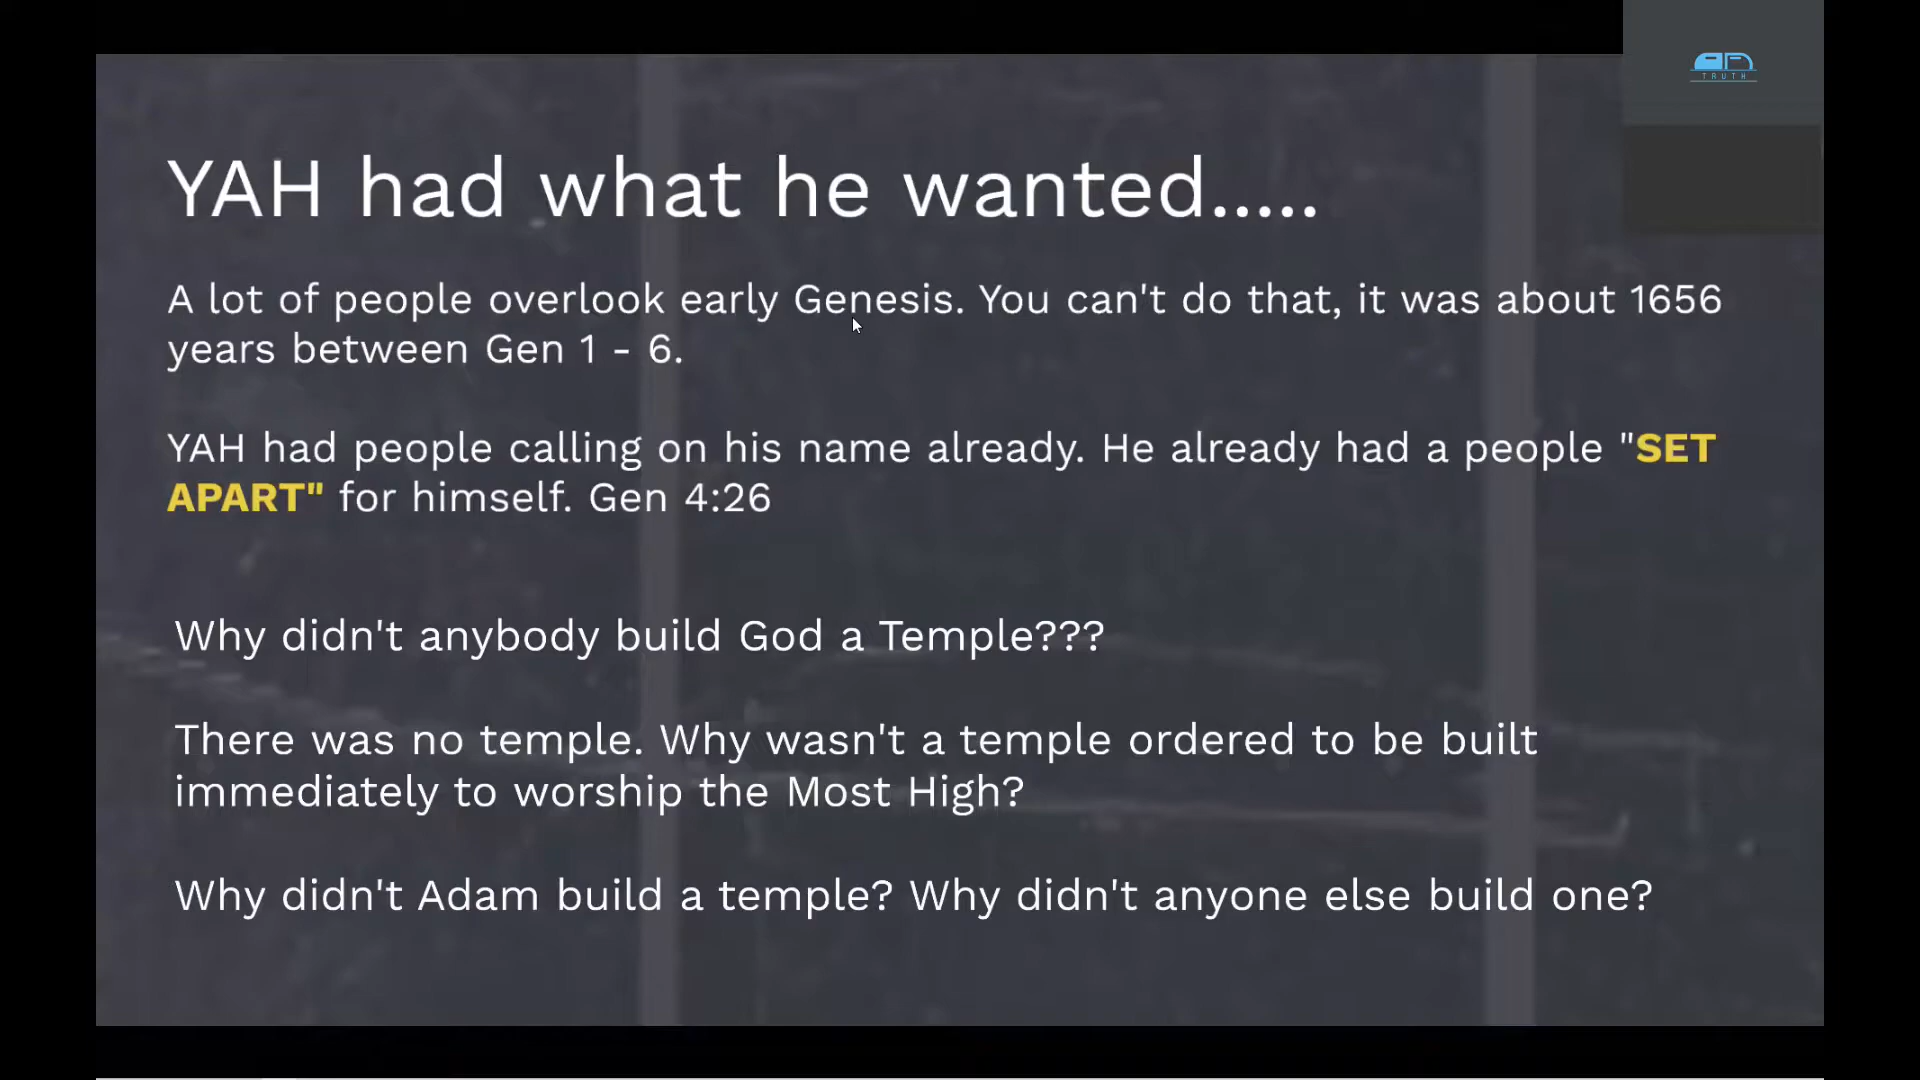 TRUTH
YAH had what he wanted.....
A lot of people overlook early Genesis. You can't do that, it was about 1656
years between Gen 1 - 6.
YAH had people calling on his name already. He already had a people "SET
APART" for himself. Gen 4:26
Why didn't anybody build God a Temple???
There was no temple. Why wasn't a temple ordered to be built
immediately to worship the Most High?
Why didn't Adam build a temple? Why didn't anyone else build one?